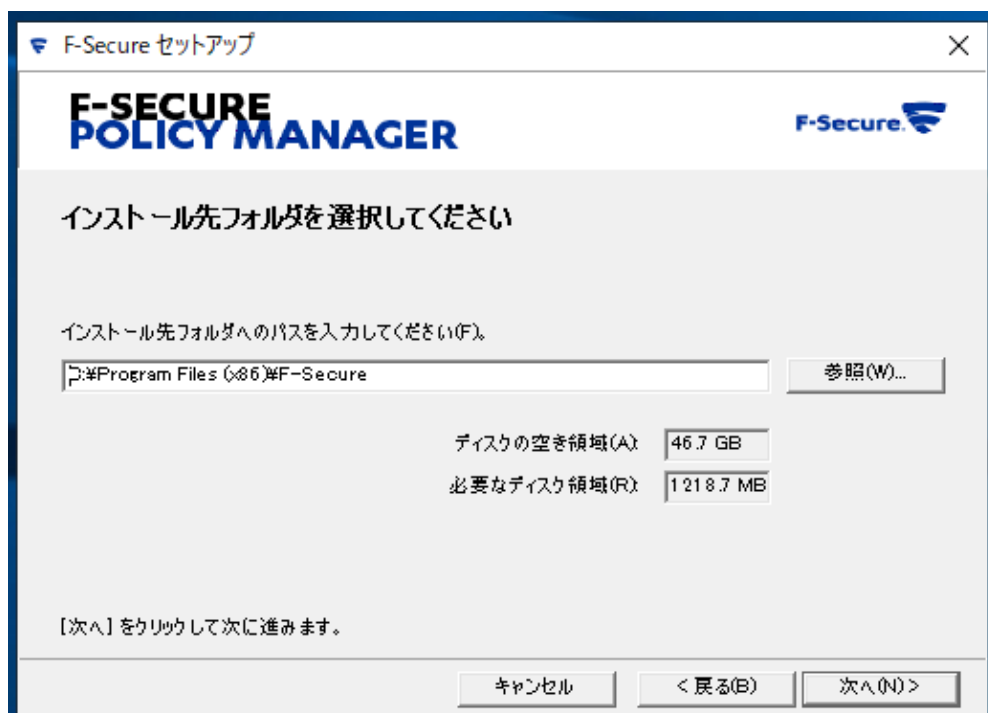 F-Secure セットアップ
F-SECURE
POLICY MANAGER
F-Secure.
インストール先フォルダを選択してください
インストール先フォルダへのパスを入力してください(F)。
:¥Program Files (x86)¥F-Secure
参照(W)...
ディスクの空き領域(A):
46.7 GB
必要なディスク領域(R):
1218.7 MB
[次へ] をクリックして次に進みます。
キャンセル
< 戻る(B)
次へ(N) >